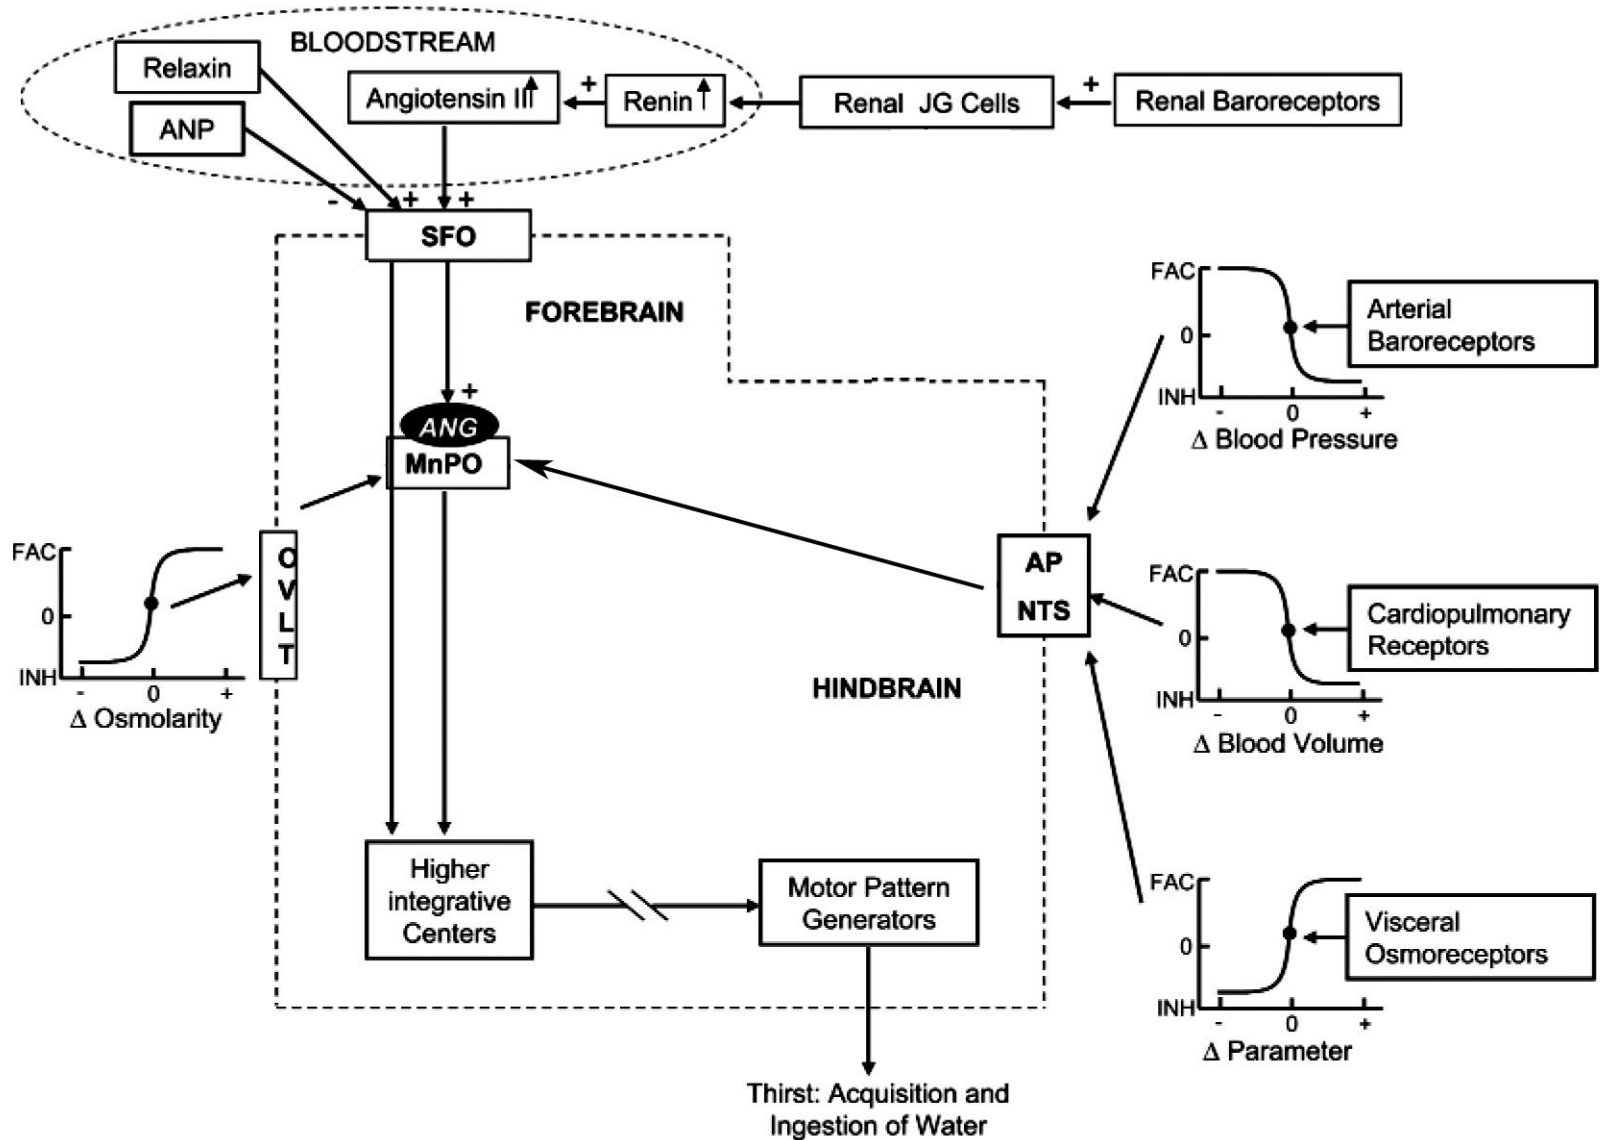 BLOODSTREAM
Relaxin
ANP
Angiotensin II
+
Renin
Renal JG Cells
+
Renal Baroreceptors
-
+
+
SFO
FOREBRAIN
+
ANG
MnPO
O
V
L
T
FAC
0
INH
- 0 +
Δ Osmolarity
AP
NTS
HINDBRAIN
FAC
0
INH
- 0 +
Δ Blood Pressure
Arterial
Baroreceptors
FAC
0
INH
- 0 +
Δ Blood Volume
Cardiopulmonary
Receptors
FAC
0
INH
- 0 +
Δ Parameter
Visceral
Osmoreceptors
Higher
integrative
Centers
Motor Pattern
Generators
Thirst: Acquisition and
Ingestion of Water